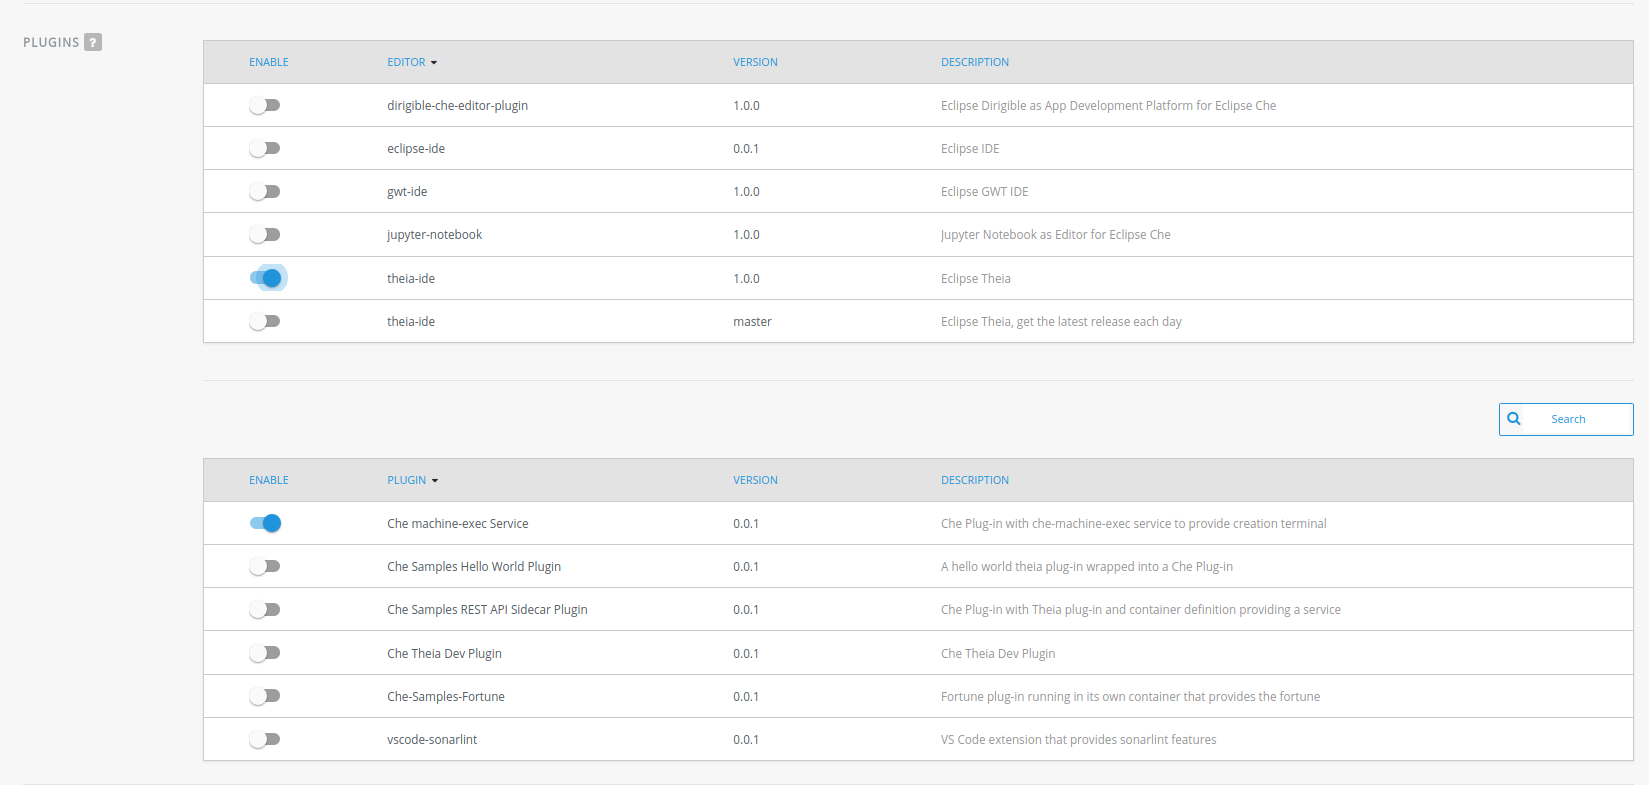 PLUGINS ?
ENABLE EDITOR VERSION DESCRIPTION
dirigible-che-editor-plugin 1.0.0 Eclipse Dirigible as App Development Platform for Eclipse Che
eclipse-ide 0.0.1 Eclipse IDE
gwt-ide 1.0.0 Eclipse GWT IDE
jupyter-notebook 1.0.0 Jupyter Notebook as Editor for Eclipse Che
theia-ide 1.0.0 Eclipse Theia
theia-ide master Eclipse Theia, get the latest release each day
Search
ENABLE PLUGIN VERSION DESCRIPTION
Che machine-exec Service 0.0.1 Che Plug-in with che-machine-exec service to provide creation terminal
Che Samples Hello World Plugin 0.0.1 A hello world theia plug-in wrapped into a Che Plug-in
Che Samples REST API Sidecar Plugin 0.0.1 Che Plug-in with Theia plug-in and container definition providing a service
Che Theia Dev Plugin 0.0.1 Che Theia Dev Plugin
Che-Samples-Fortune 0.0.1 Fortune plug-in running in its own container that provides the fortune
vscode-sonarlint 0.0.1 VS Code extension that provides sonarlint features